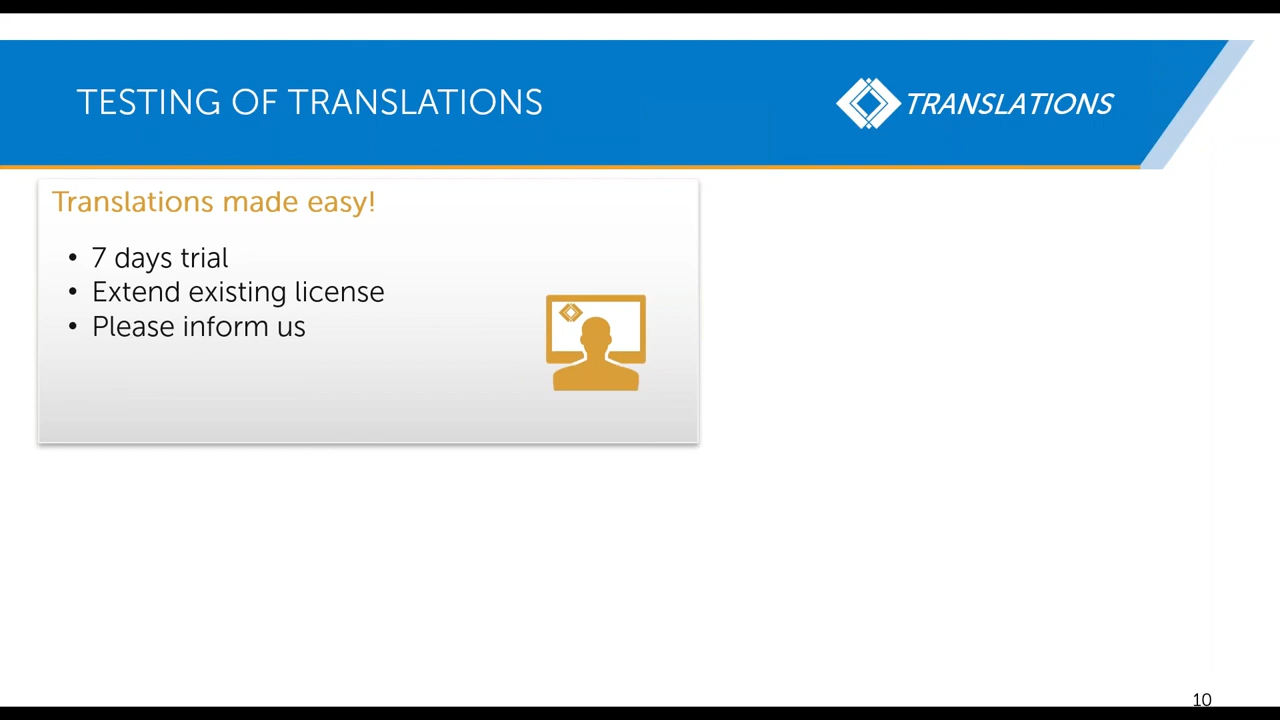 TESTING OF TRANSLATIONS
TRANSLATIONS
Translations made easy!
• 7 days trial
• Extend existing license
• Please inform us
10